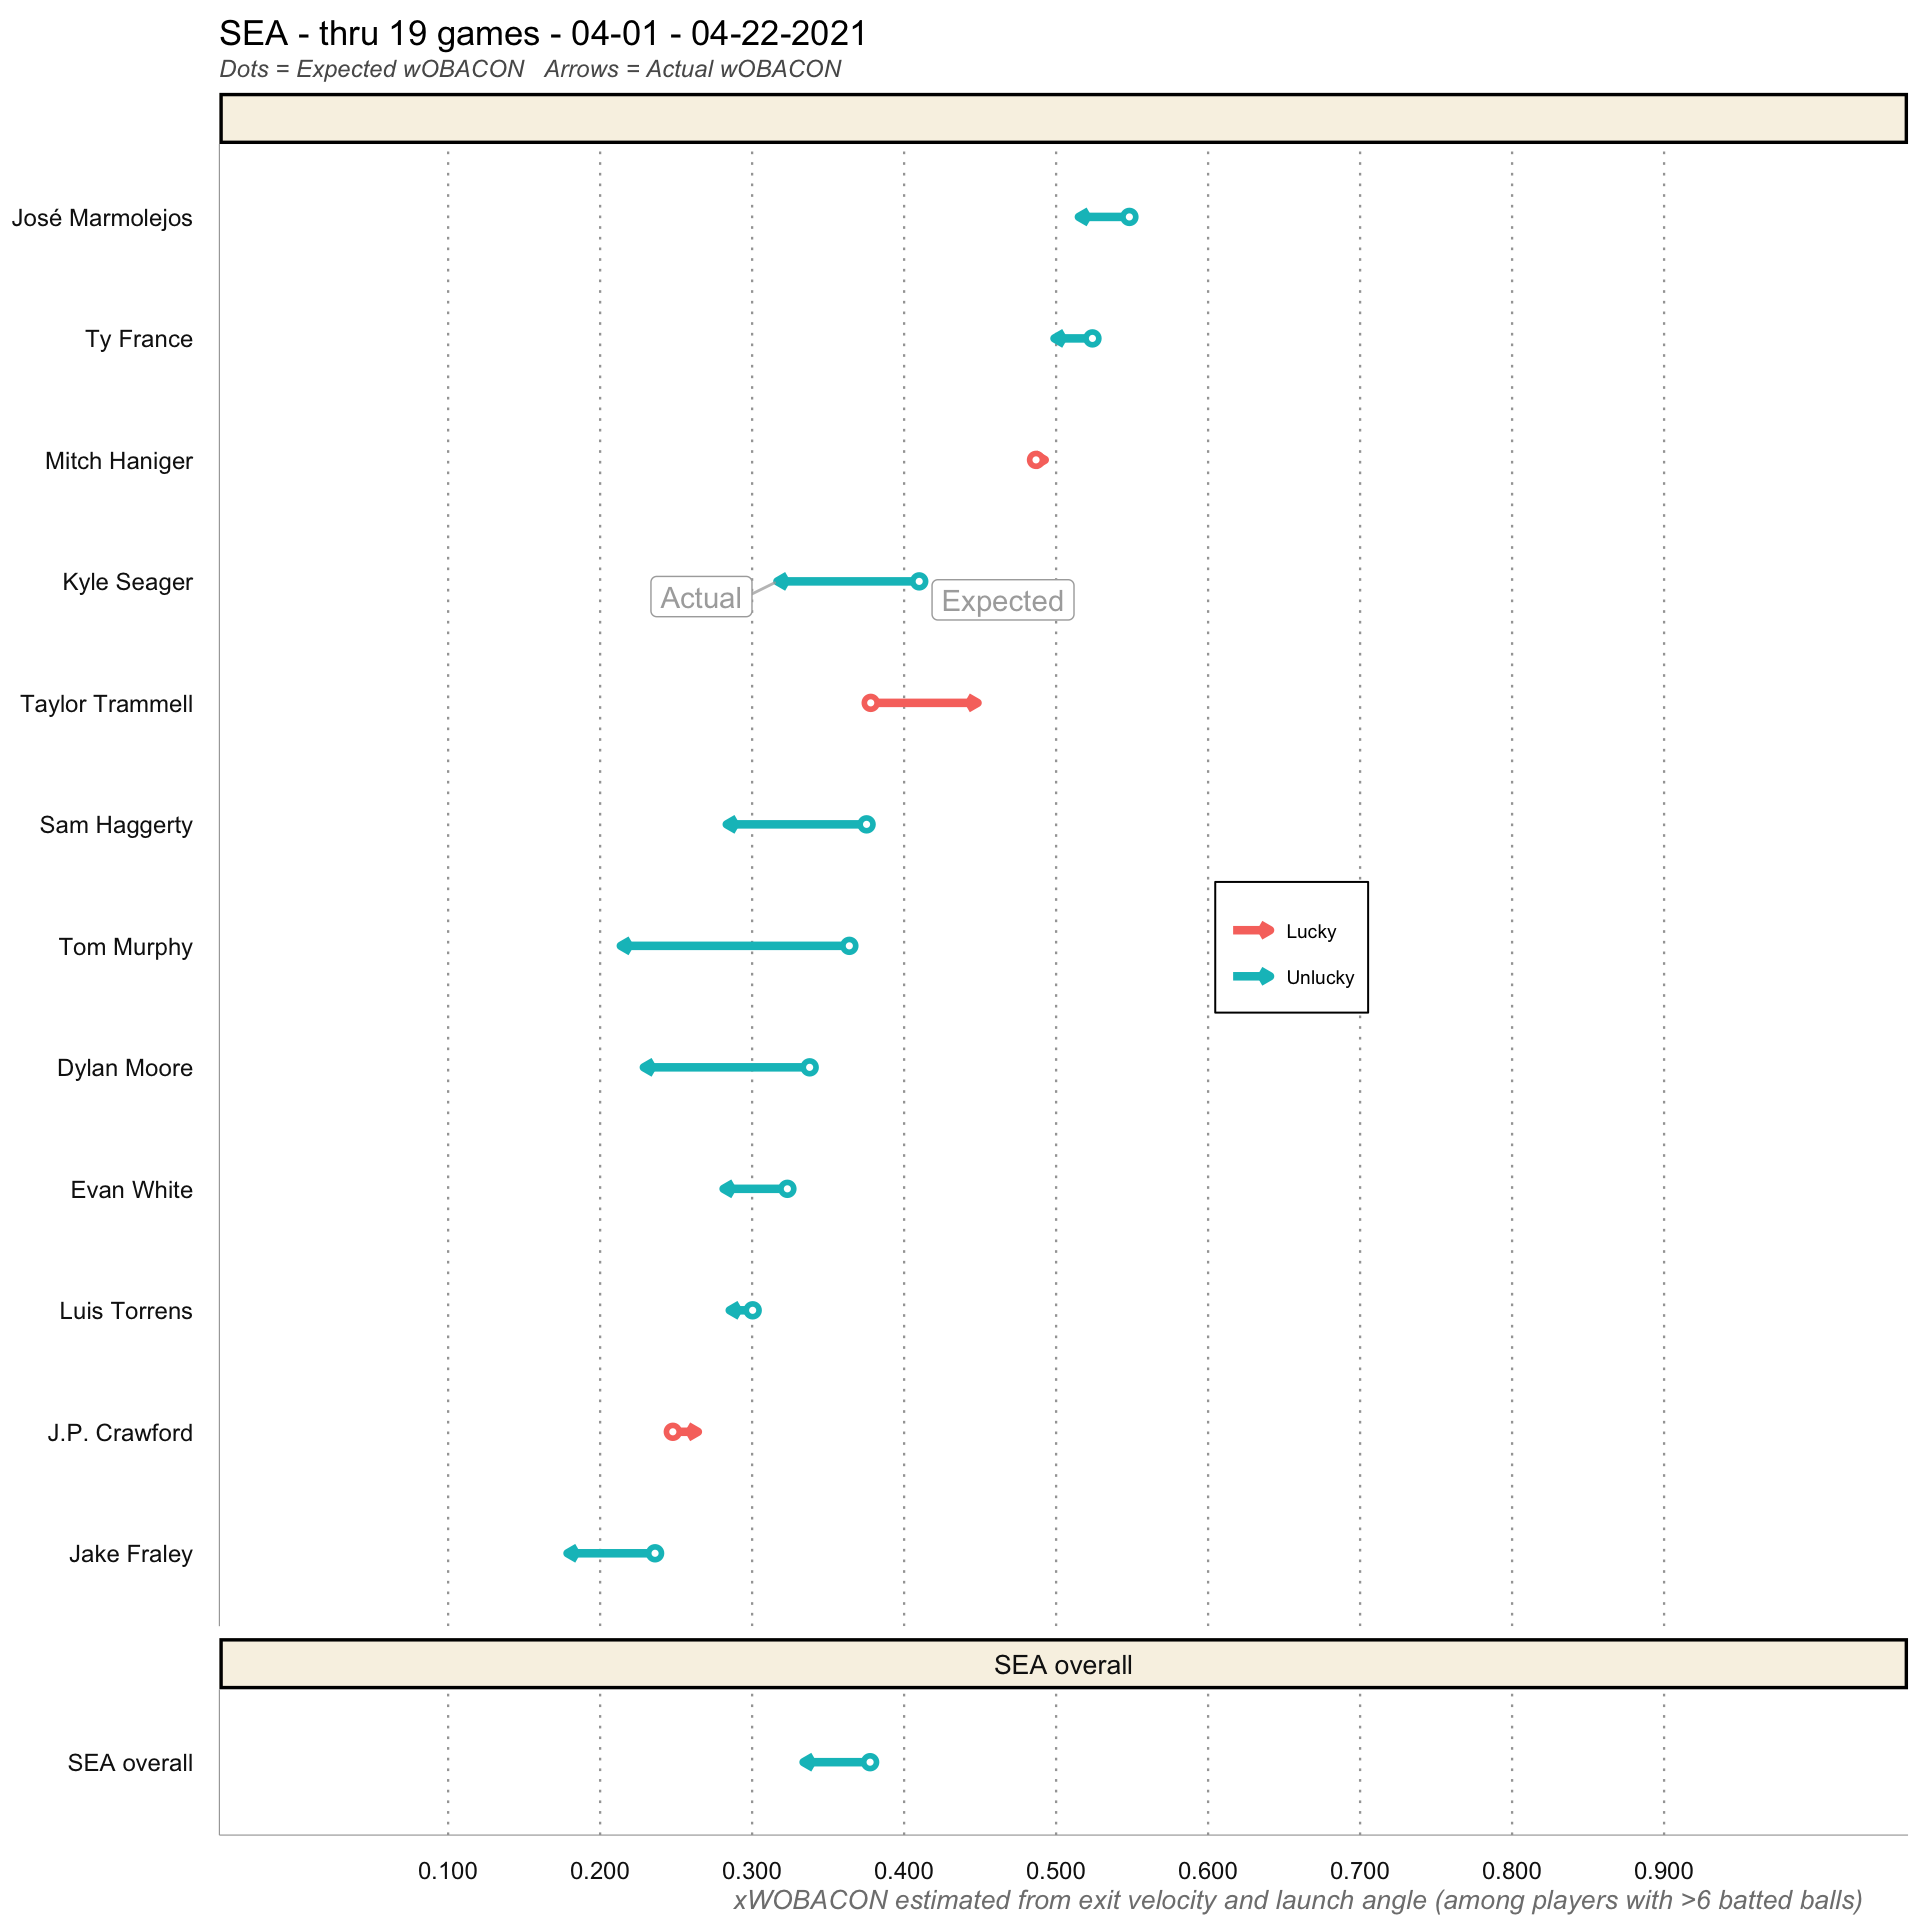 SEA - thru 19 games - 04-01 - 04-22-2021
Dots = Expected wOBACON   Arrows = Actual wOBACON
José Marmolejos
Ty France
Mitch Haniger
Kyle Seager
Actual
Expected
Taylor Trammell
Sam Haggerty
Tom Murphy
Lucky
Unlucky
Dylan Moore
Evan White
Luis Torrens
J.P. Crawford
Jake Fraley
SEA overall
SEA overall
0.100 0.200 0.300 0.400 0.500 0.600 0.700 0.800 0.900
xWOBACON estimated from exit velocity and launch angle (among players with >6 batted balls)